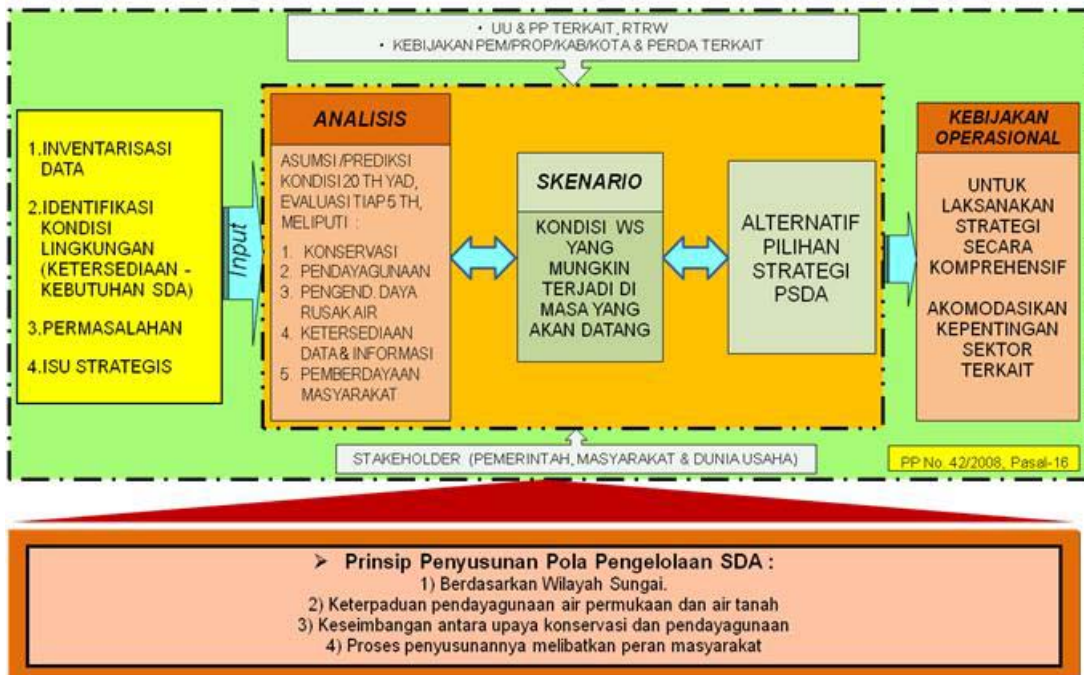 • UU & PP TERKAIT, RTRW
• KEBIJAKAN PEM/PROP/KAB/KOTA & PERDA TERKAIT
1.INVENTARISASI
DATA
2.IDENTIFIKASI
KONDISI
LINGKUNGAN
(KETERSEDIAAN -
KEBUTUHAN SDA)
3.PERMASALAHAN
4.ISU STRATEGIS
Input
ANALISIS
ASUMSI/PREDIKSI
KONDISI 20 TH YAD,
EVALUASI TIAP 5 TH,
MELIPUTI :
1. KONSERVASI
2 PENDAYAGUNAAN
3. PENGEND. DAYA
RUSAK AIR
4. KETERSEDIAAN
DATA & INFORMASI
5. PEMBERDAYAAN
MASYARAKAT
SKENARIO
KONDISI WS
YANG
MUNGKIN
TERJADI DI
MASA YANG
AKAN DATANG
ALTERNATIF
PILIHAN
STRATEGI
PSDA
KEBIJAKAN
OPERASIONAL
UNTUK
LAKSANAKAN
STRATEGI
SECARA
KOMPREHENSIF
AKOMODASIKAN
KEPENTINGAN
SEKTOR
TERKAIT
STAKEHOLDER (PEMERINTAH, MASYARAKAT & DUNIA USAHA)
PP No. 42/2008, Pasal-16
➢ Prinsip Penyusunan Pola Pengelolaan SDA :
1) Berdasarkan Wilayah Sungai.
2) Keterpaduan pendayagunaan air permukaan dan air tanah
3) Keseimbangan antara upaya konservasi dan pendayagunaan
4) Proses penyusunannya melibatkan peran masyarakat